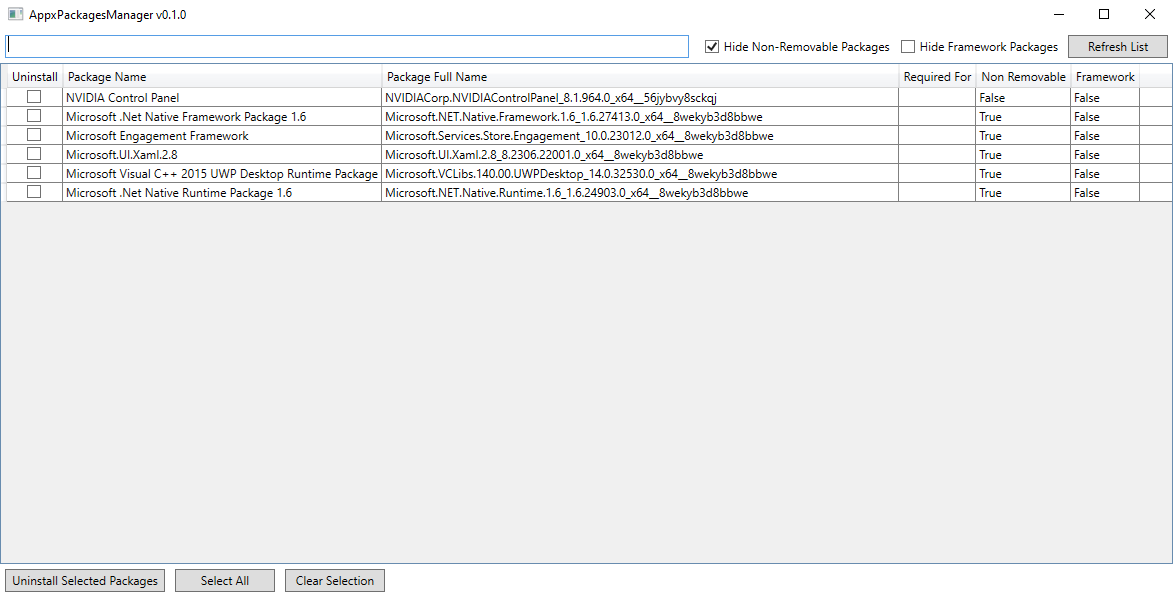 AppxPackagesManager v0.1.0
Hide Non-Removable Packages Hide Framework Packages Refresh List
Uninstall Package Name Package Full Name Required For Non Removable Framework
NVIDIA Control Panel NVIDIACorp.NVIDIAControlPanel_8.1.964.0_x64__56jybvy8sckqj False False
Microsoft .Net Native Framework Package 1.6 Microsoft.NET.Native.Framework.1.6_1.6.27413.0_x64__8wekyb3d8bbwe True False
Microsoft Engagement Framework Microsoft.Services.Store.Engagement_10.0.23012.0_x64__8wekyb3d8bbwe True False
Microsoft.UI.Xaml.2.8 Microsoft.UI.Xaml.2.8_8.2306.22001.0_x64__8wekyb3d8bbwe True False
Microsoft Visual C++ 2015 UWP Desktop Runtime Package Microsoft.VCLibs.140.00.UWPDesktop_14.0.32530.0_x64__8wekyb3d8bbwe True False
Microsoft .Net Native Runtime Package 1.6 Microsoft.NET.Native.Runtime.1.6_1.6.24903.0_x64__8wekyb3d8bbwe True False
Uninstall Selected Packages Select All Clear Selection